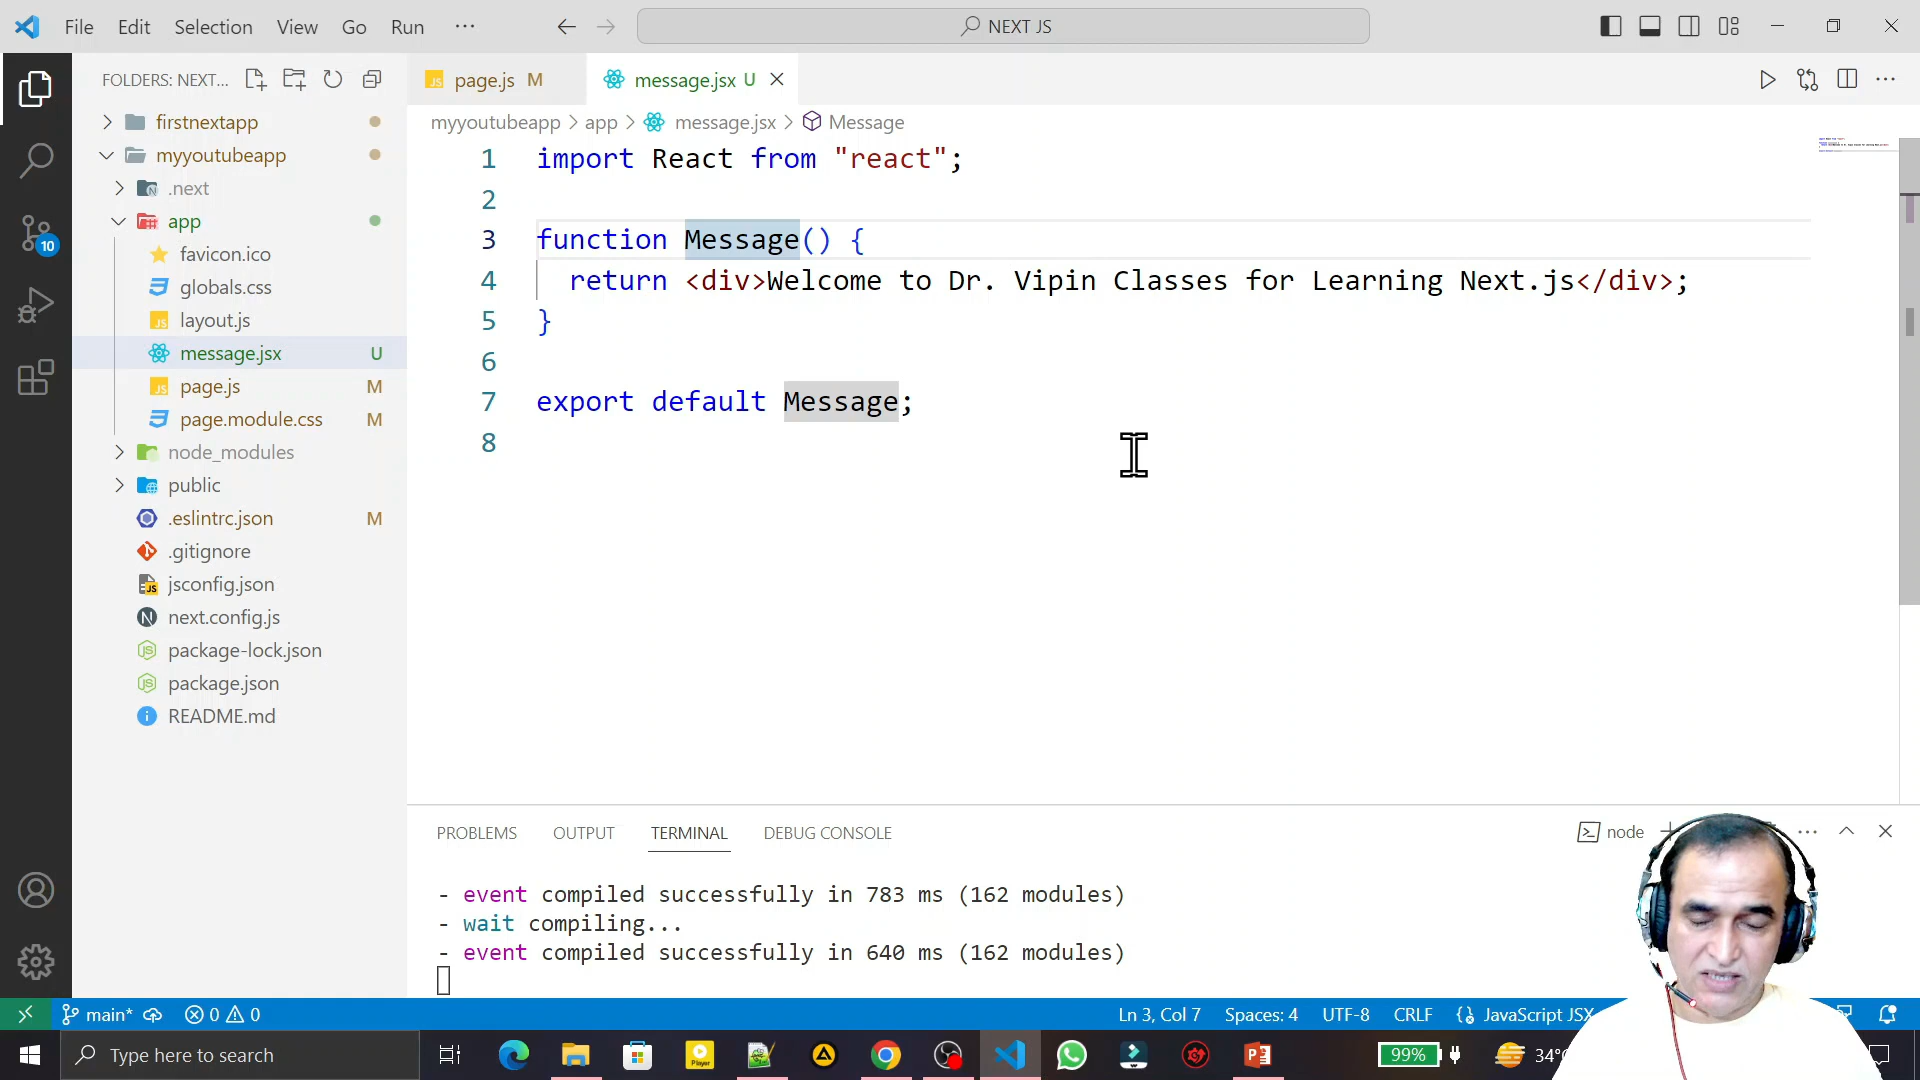 File Edit Selection View Go Run ···
NEXT JS
FOLDERS: NEXT...
firstnextapp
myyoutubeapp
.next
app
favicon.ico
globals.css
layout.js
message.jsx U
page.js M
page.module.css M
node_modules
public
.eslintrc.json M
.gitignore
jsconfig.json
next.config.js
package-lock.json
package.json
README.md
10
page.js M
message.jsx U
myyoutubeapp > app > message.jsx > Message
1 import React from "react";
2
3 function Message() {
4 return <div>Welcome to Dr. Vipin Classes for Learning Next.js</div>;
5 }
6
7 export default Message;
8
PROBLEMS OUTPUT TERMINAL DEBUG CONSOLE
node
- event compiled successfully in 783 ms (162 modules)
- wait compiling...
- event compiled successfully in 640 ms (162 modules)
main* 0 0
Ln 3, Col 7 Spaces: 4 UTF-8 CRLF JavaScript JSX
Type here to search
Player
99%
34°